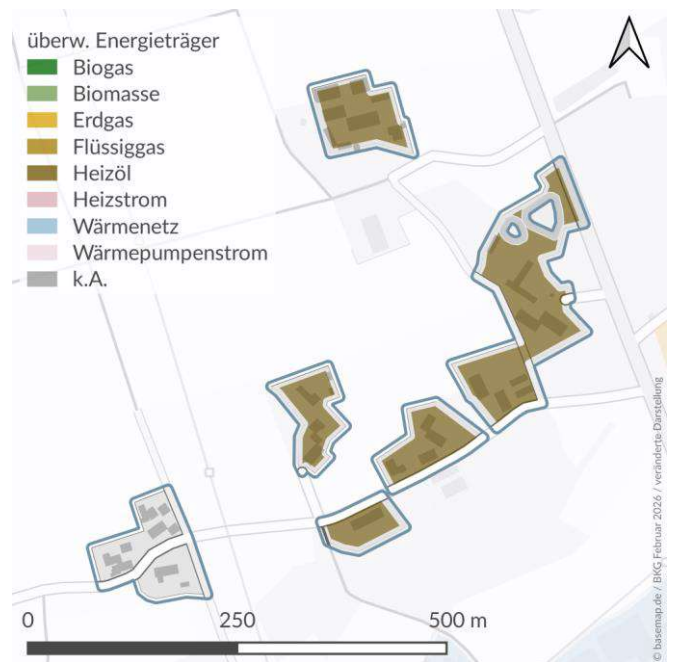 überw. Energieträger
Biogas
Biomasse
Erdgas
Flüssiggas
Heizöl
Heizstrom
Wärmenetz
Wärmepumpenstrom
k.A.
0 250 500 m
© basemap.de / BKG Februar 2026 / veränderte Darstellung